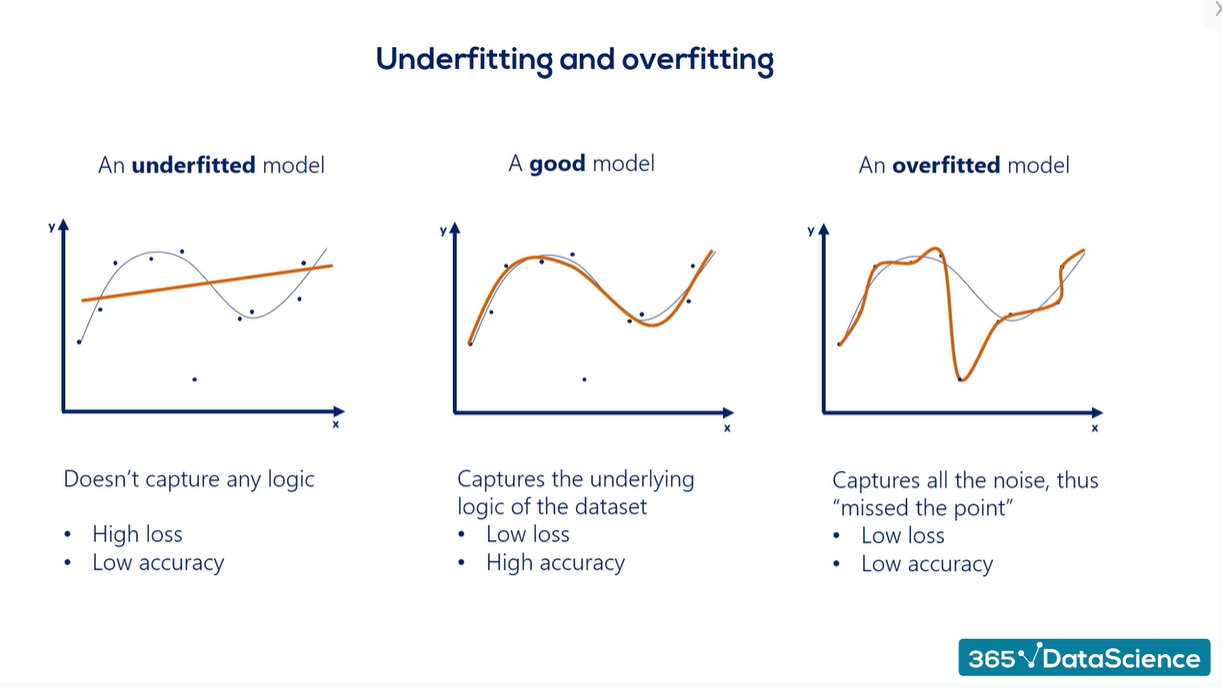 Underfitting and overfitting
An underfitted model
A good model
An overfitted model
y
x
y
x
y
x
Doesn’t capture any logic
• High loss
• Low accuracy
Captures the underlying
logic of the dataset
• Low loss
• High accuracy
Captures all the noise, thus
“missed the point”
• Low loss
• Low accuracy
365 DataScience